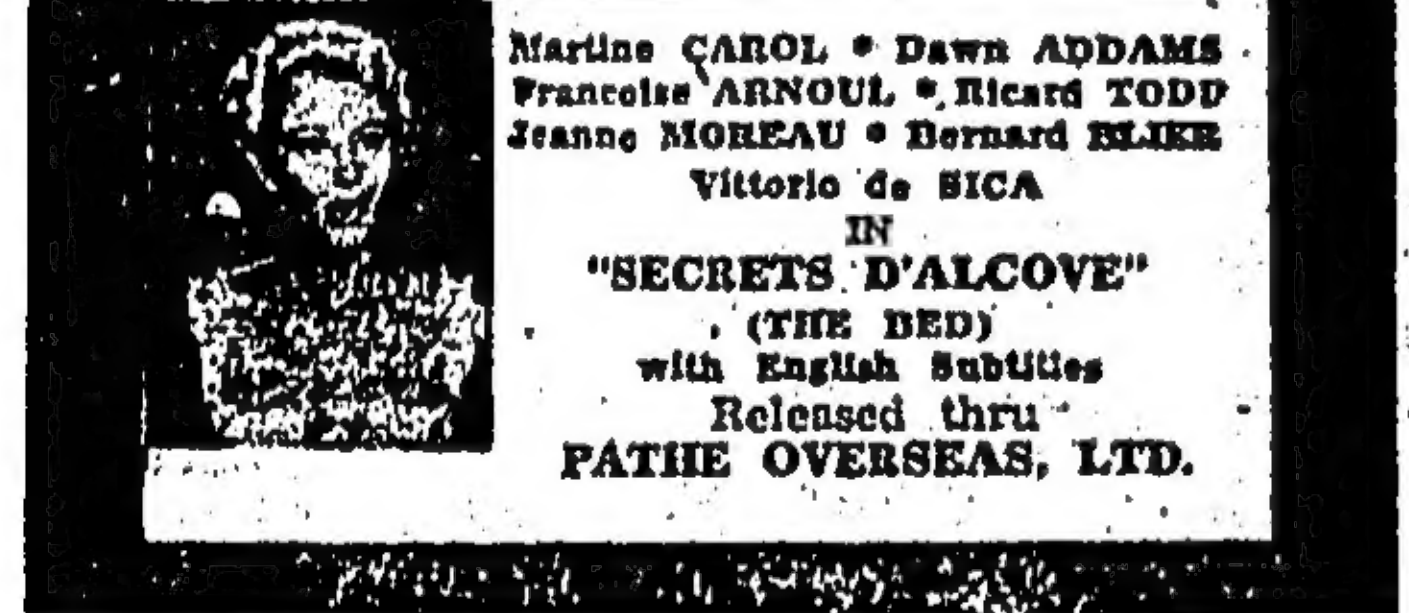 Martine CAROL * Dawn ADDAMS
Francoise ARNOUL * Ricard TODD
Jeanne MOREAU * Bernard BLIER
Vittorio de SICA
IN
"SECRETS D'ALCOVE"
(THE BED)
with English Subtitles
Released thru
PATHE OVERSEAS, LTD.